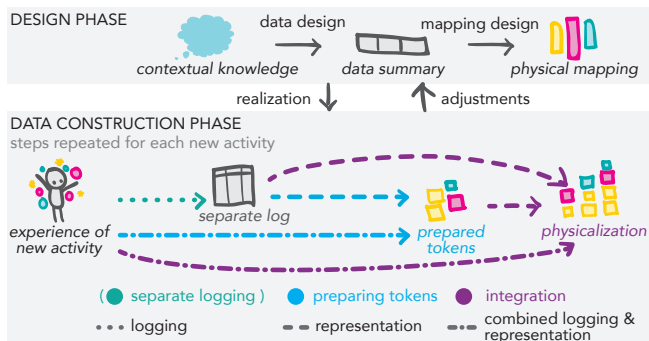 DESIGN PHASE
data design
mapping design
contextual knowledge
data summary
physical mapping
realization
adjustments
DATA CONSTRUCTION PHASE
steps repeated for each new activity
separate log
experience of
new activity
prepared
tokens
physicalization
( separate logging )
preparing tokens
integration
logging
representation
combined logging &
representation